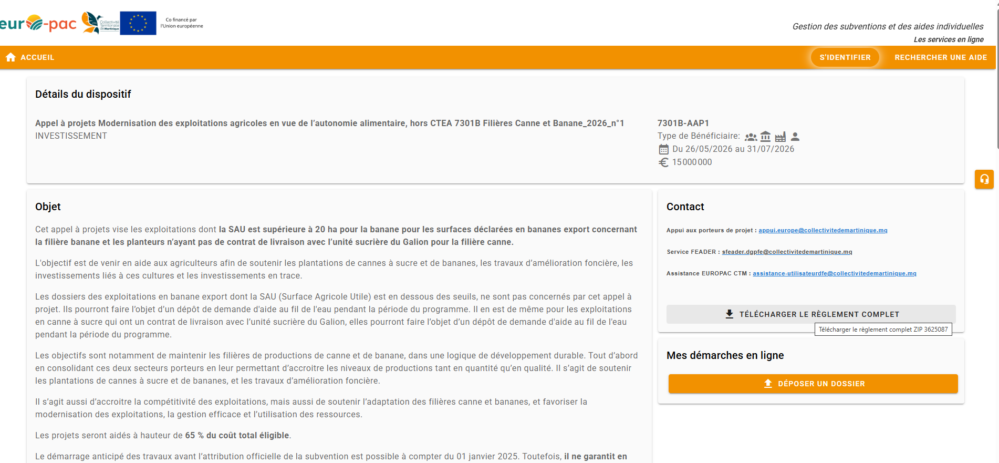 eur-pac
Collectivité
Territoriale
de Martinique
Co financé par
l'Union européenne
Gestion des subventions et des aides individuelles
Les services en ligne
ACCUEIL
S'IDENTIFIER
RECHERCHER UNE AIDE
Détails du dispositif
Appel à projets Modernisation des exploitations agricoles en vue de l’autonomie alimentaire, hors CTEA 7301B Filières Canne et Banane_2026_n°1
INVESTISSEMENT
7301B-AAP1
Type de Bénéficiaire:
Du 26/05/2026 au 31/07/2026
15 000 000
Objet
Cet appel à projets vise les exploitations dont la SAU est supérieure à 20 ha pour la banane pour les surfaces déclarées en bananes export concernant
la filière banane et les planteurs n’ayant pas de contrat de livraison avec l’unité sucrière du Galion pour la filière canne.
L'objectif est de venir en aide aux agriculteurs afin de soutenir les plantations de cannes à sucre et de bananes, les travaux d’amélioration foncière, les
investissements liés à ces cultures et les investissements en trace.
Les dossiers des exploitations en banane export dont la SAU (Surface Agricole Utile) est en dessous des seuils, ne sont pas concernés par cet appel à
projet. Ils pourront faire l’objet d’un dépôt de demande d'aide au fil de l'eau pendant la période du programme. Il en est de même pour les exploitations
en canne à sucre qui ont un contrat de livraison avec l’unité sucrière du Galion, elles pourront faire l’objet d’un dépôt de demande d'aide au fil de l'eau
pendant la période du programme.
Les objectifs sont notamment de maintenir les filières de productions de canne et de banane, dans une logique de développement durable. Tout d’abord
en consolidant ces deux secteurs porteurs en leur permettant d’accroitre les niveaux de productions tant en quantité qu’en qualité. Il s’agit de soutenir
les plantations de cannes à sucre et de bananes, et les travaux d’amélioration foncière.
Il s’agit aussi d’accroitre la compétitivité des exploitations, mais aussi de soutenir l’adaptation des filières canne et bananes, et favoriser la
modernisation des exploitations, la gestion efficace et l’utilisation des ressources.
Les projets seront aidés à hauteur de 65 % du coût total éligible.
Le démarrage anticipé des travaux avant l’attribution officielle de la subvention est possible à compter du 01 janvier 2025. Toutefois, il ne garantit en
Contact
Appui aux porteurs de projet : appui.europe@collectivitedemartinique.mq
Service FEADER : sfeader.dgpfe@collectivitedemartinique.mq
Assistance EUROPAC CTM : assistance-utilisateurdfe@collectivitedemartinique.mq
TÉLÉCHARGER LE RÈGLEMENT COMPLET
Télécharger le règlement complet ZIP 3625087
Mes démarches en ligne
DÉPOSER UN DOSSIER